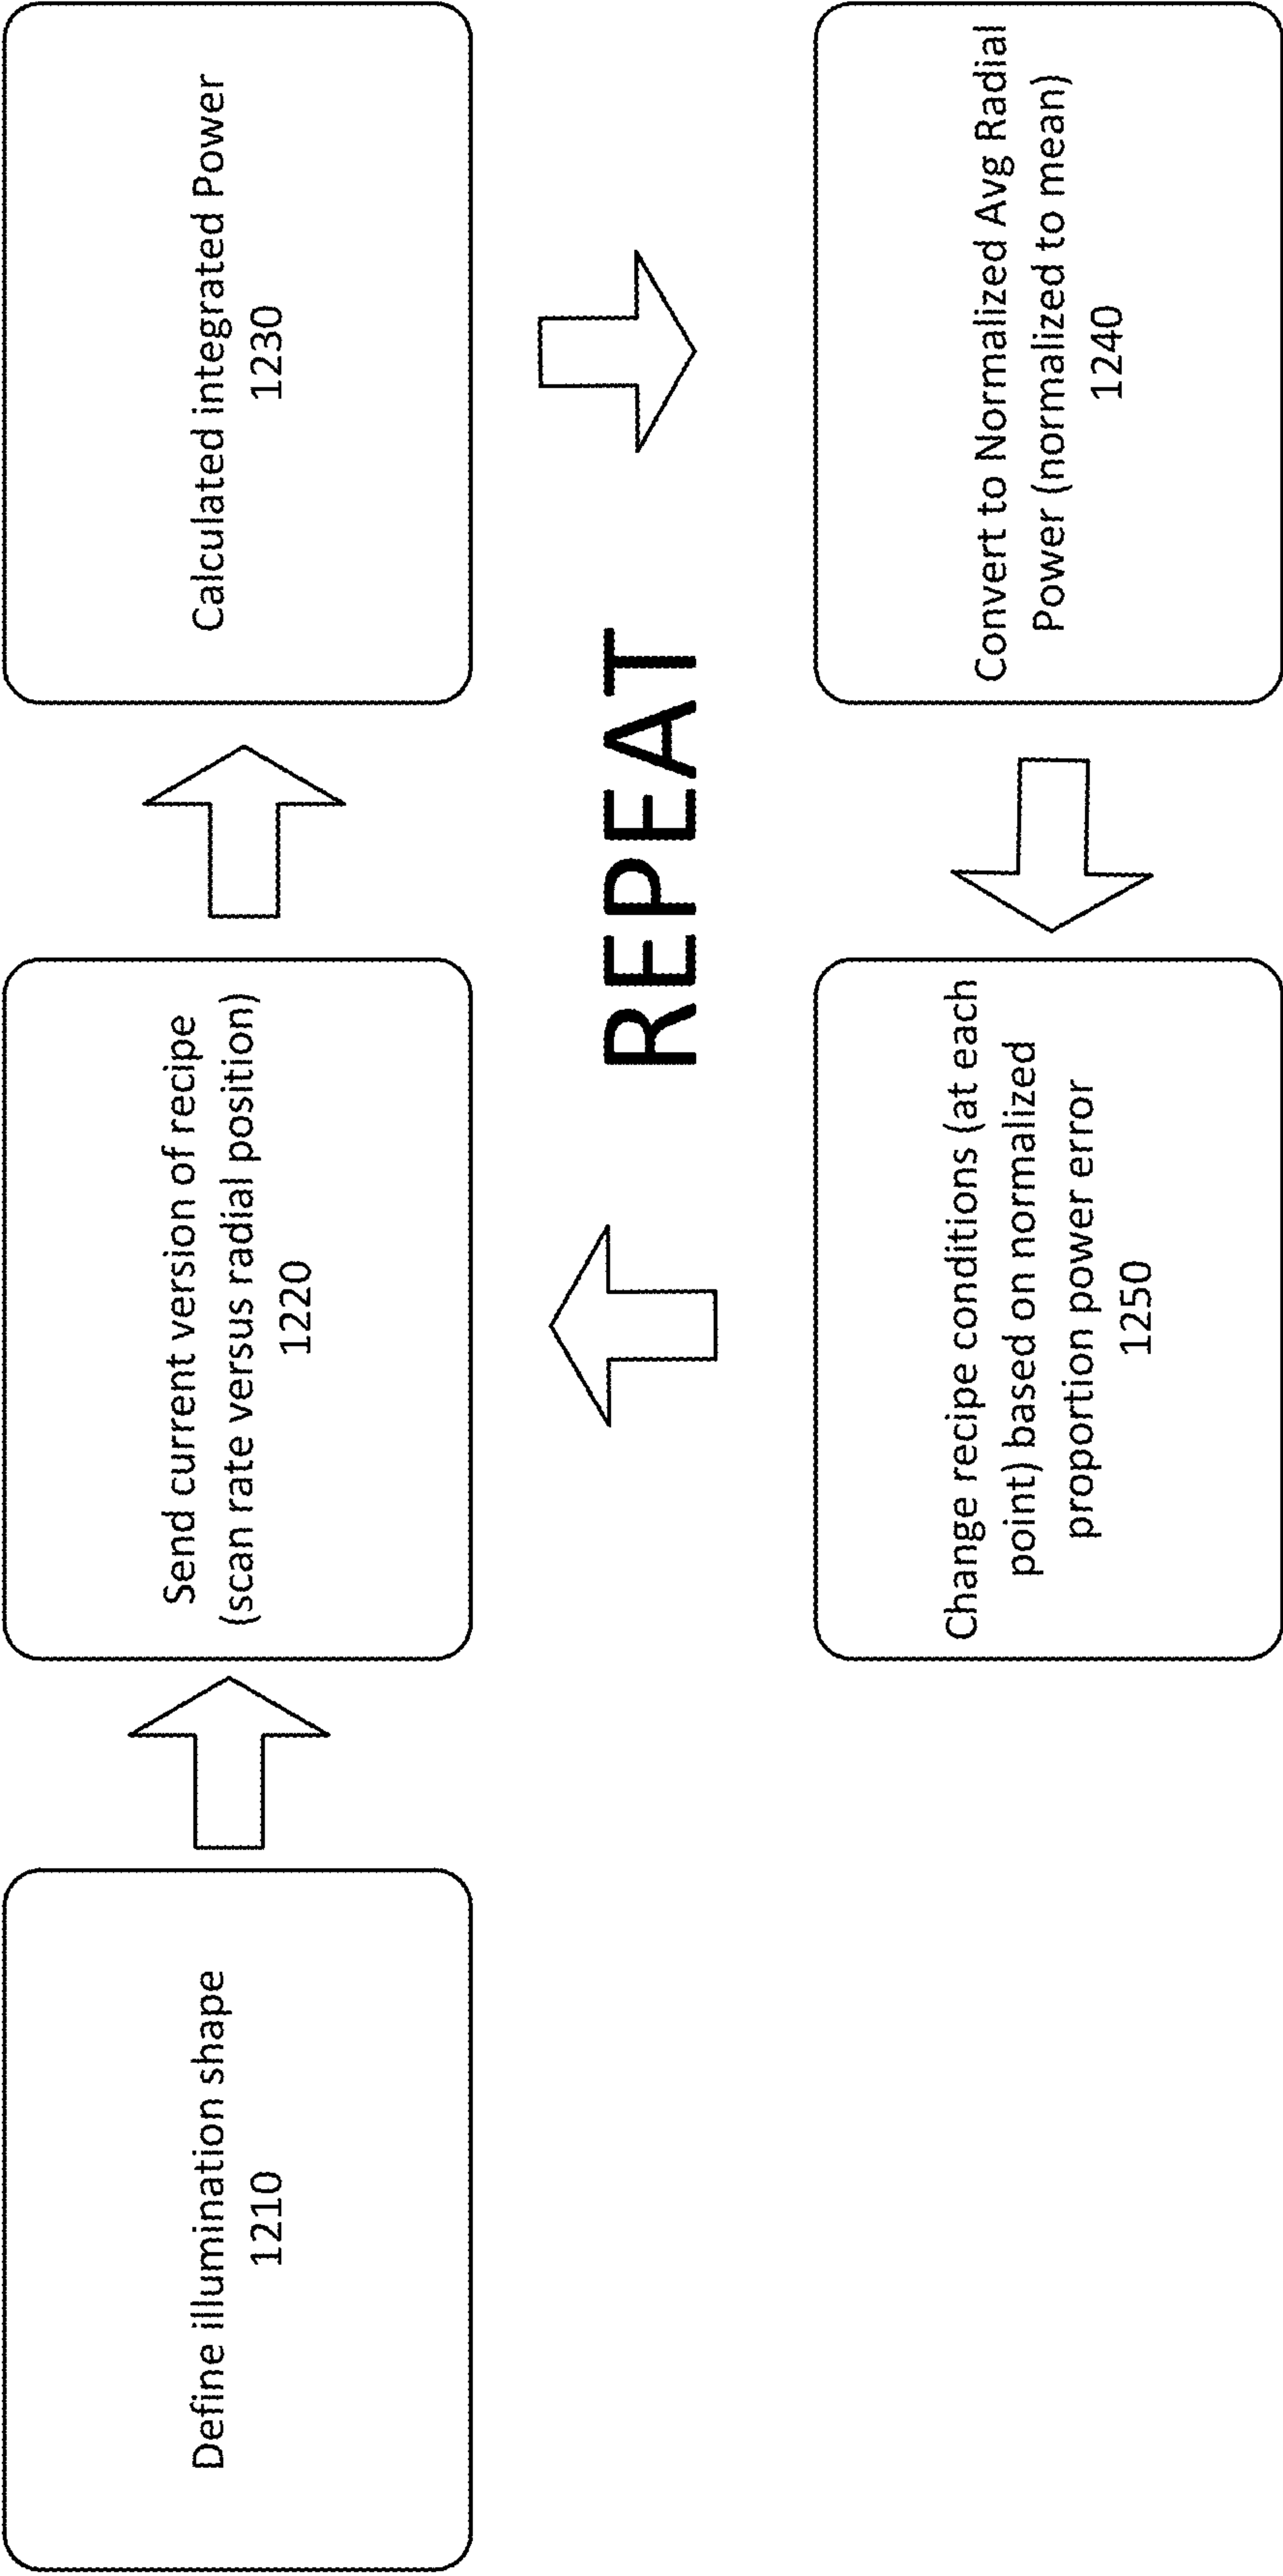 Define illumination shape
1210
Send current version of recipe
(scan rate versus radial position)
1220
Calculated integrated Power
1230
REPEAT
Change recipe conditions (at each
point) based on normalized
proportion power error
1250
Convert to Normalized Avg Radial
Power (normalized to mean)
1240